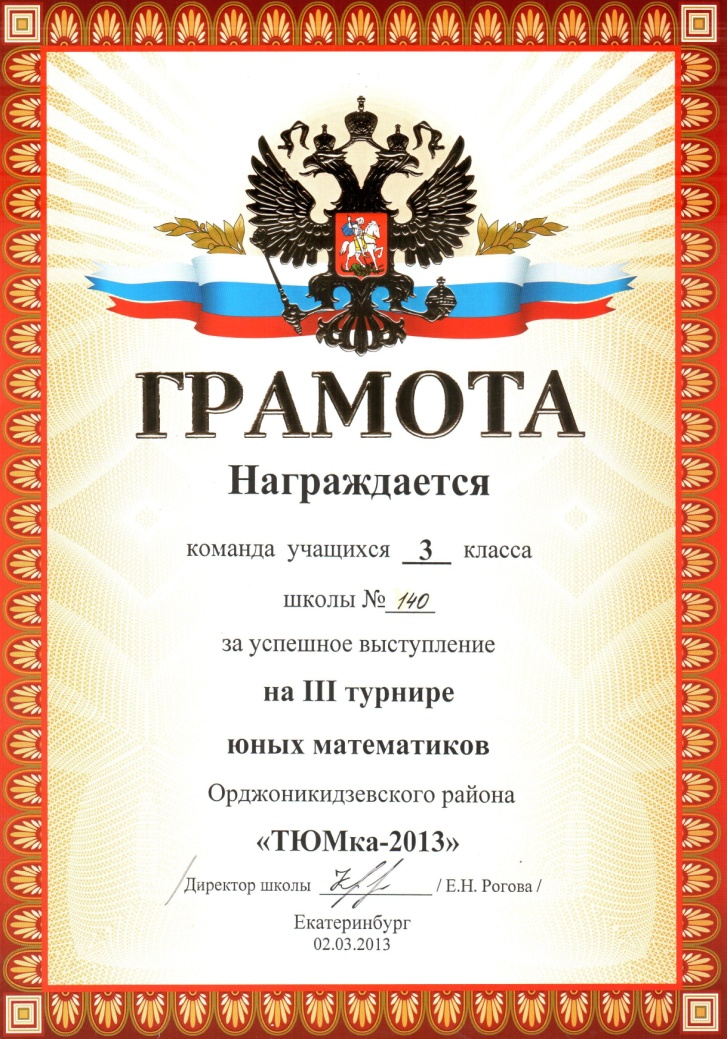 ГРАМОТА
Награждается
команда учащихся 3 класса
школы № 140
за успешное выступление
на III турнире
юных математиков
Орджоникидзевского района
«ТЮМка-2013»
Директор школы / Е.Н. Рогова /
Екатеринбург
02.03.2013